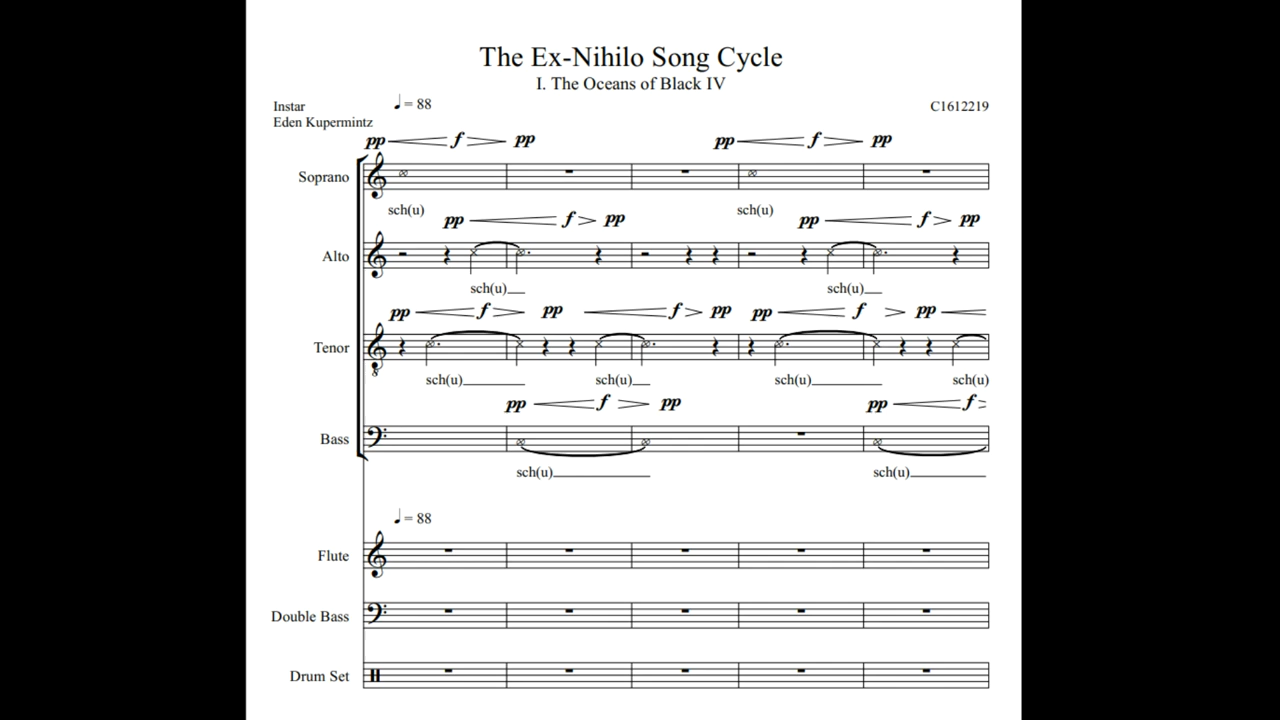 The Ex-Nihilo Song Cycle
I. The Oceans of Black IV
Instar
Eden Kupermintz
♩ = 88
C1612219
pp f pp pp f pp
Soprano
sch(u) sch(u)
pp f pp pp f pp
Alto
sch(u) sch(u)
pp f pp f pp pp f pp
Tenor
sch(u) sch(u) sch(u) sch(u)
pp f pp pp f
Bass
sch(u) sch(u)
♩ = 88
Flute
Double Bass
Drum Set